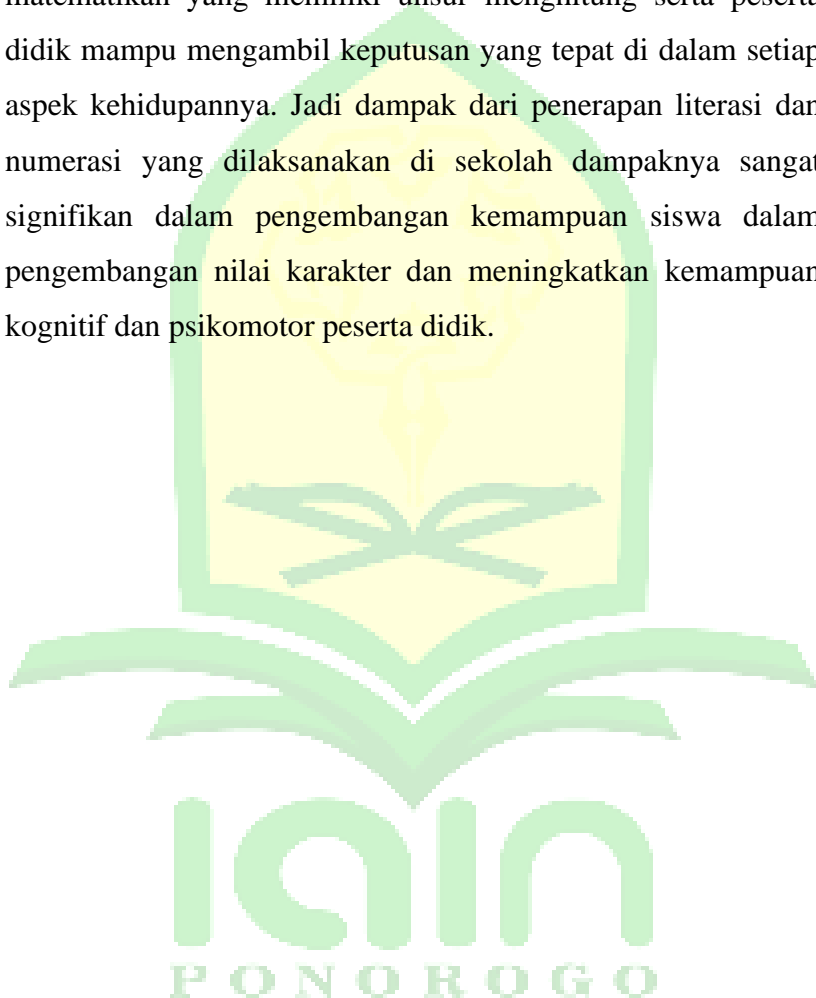 matematikan yang memiliki unsur menghitung serta peserta
didik mampu mengambil keputusan yang tepat di dalam setiap
aspek kehidupannya. Jadi dampak dari penerapan literasi dan
numerasi yang dilaksanakan di sekolah dampaknya sangat
signifikan dalam pengembangan kemampuan siswa dalam
pengembangan nilai karakter dan meningkatkan kemampuan
kognitif dan psikomotor peserta didik.
IAIN
PONOROGO